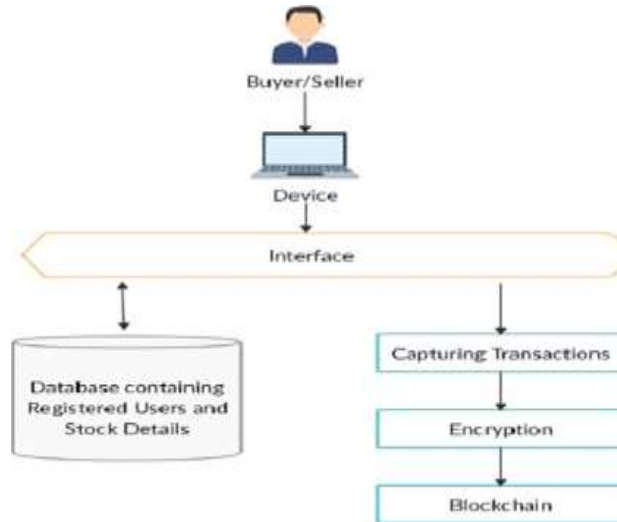 Buyer/Seller
Device
Interface
Database containing
Registered Users and
Stock Details
Capturing Transactions
Encryption
Blockchain